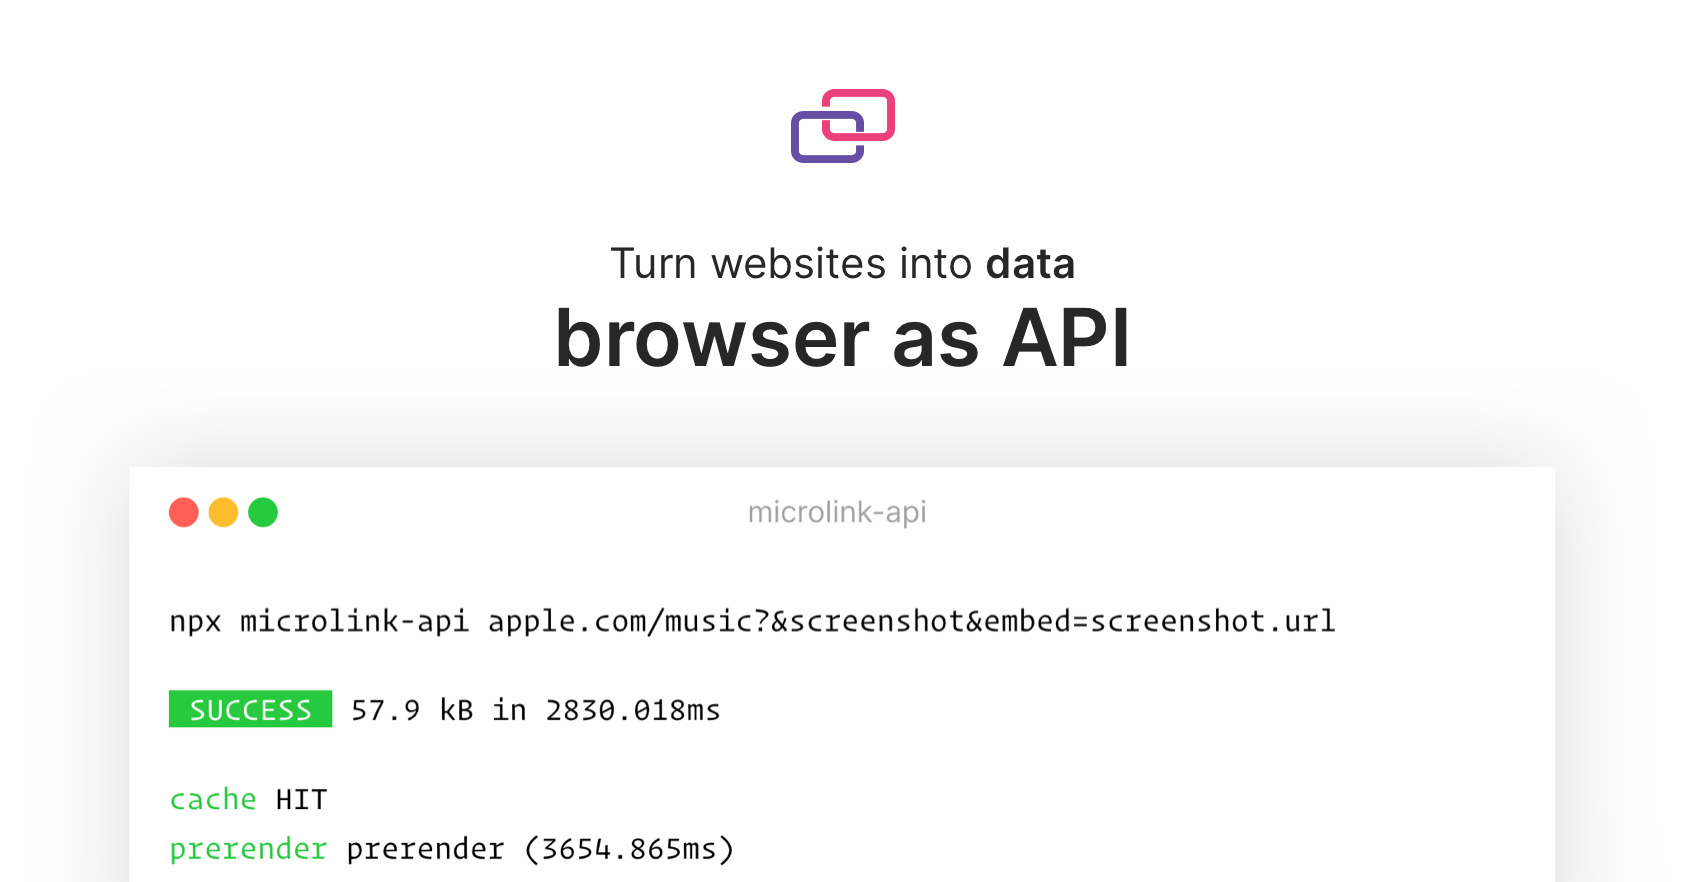 Turn websites into data
browser as API
microlink-api
npx microlink-api apple.com/music?&screenshot&embed=screenshot.url
SUCCESS 57.9 kB in 2830.018ms
cache HIT
prerender prerender (3654.865ms)